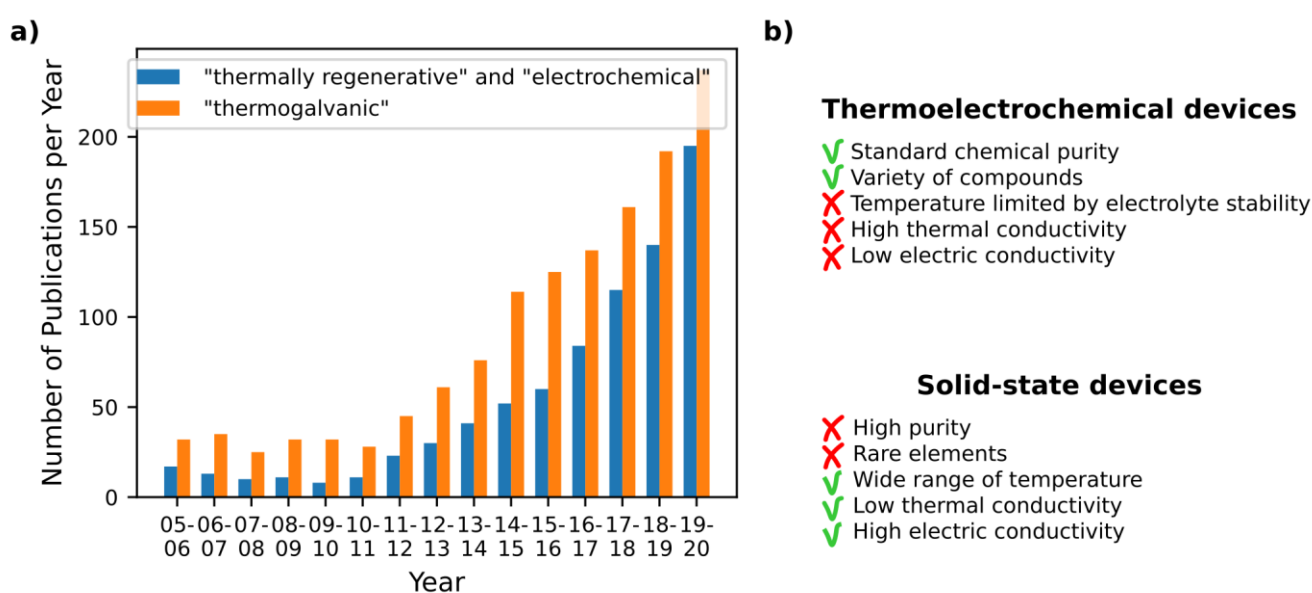 a)
"thermally regenerative" and "electrochemical"
"thermogalvanic"
Number of Publications per Year
200
150
100
50
0
05- 06- 07- 08- 09- 10- 11- 12- 13- 14- 15- 16- 17- 18- 19-
06 07 08 09 10 11 12 13 14 15 16 17 18 19 20
Year
b)
Thermoelectrochemical devices
Standard chemical purity
Variety of compounds
Temperature limited by electrolyte stability
High thermal conductivity
Low electric conductivity
Solid-state devices
High purity
Rare elements
Wide range of temperature
Low thermal conductivity
High electric conductivity